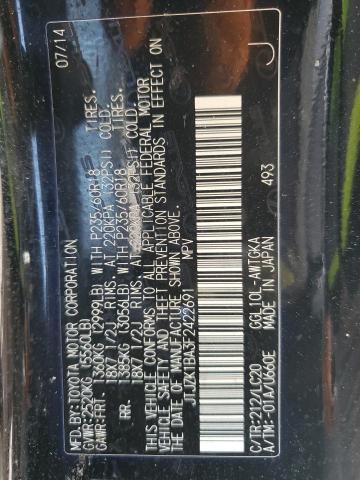 MFD. BY: TOYOTA MOTOR CORPORATION 07/14
GVWR: 2520KG (5560LB)
GAWR: FRT. 1360KG (2999LB) WITH P235/60R18 TIRES,
18X7 1/2J RIMS, AT 220KPA (32PSI) COLD.
RR. 1385KG (3056LB) WITH P235/60R18 TIRES,
18X7 1/2J RIMS, AT 220KPA (32PSI) COLD.
THIS VEHICLE CONFORMS TO ALL APPLICABLE FEDERAL MOTOR
VEHICLE SAFETY AND THEFT PREVENTION STANDARDS IN EFFECT ON
THE DATE OF MANUFACTURE SHOWN ABOVE.
JTJZK1BA3F2422691 MPV
C/TR: 212/LC20 GGL10L-AWTGKA 493
A/TM: -01A/U660E MADE IN JAPAN J